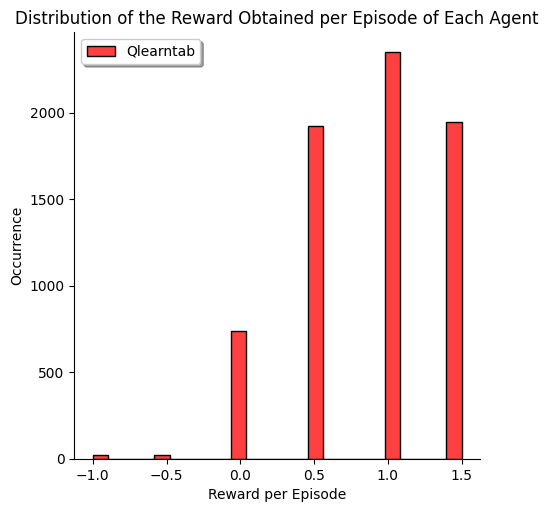 Distribution of the Reward Obtained per Episode of Each Agent
Qlearntab
Occurrence
2000
1500
1000
500
0
−1.0 −0.5 0.0 0.5 1.0 1.5
Reward per Episode